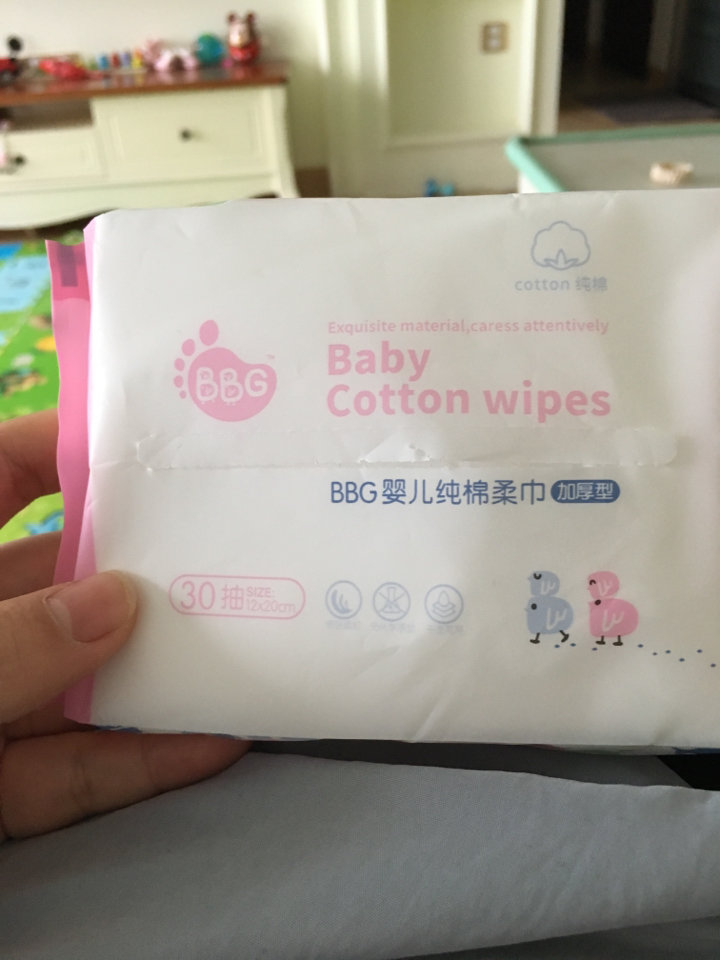 cotton 纯棉
Exquisite material,caress attentively
BBG™
Baby
Cotton wipes
BBG婴儿纯棉柔巾 加厚型
30抽 SIZE:
12x20cm